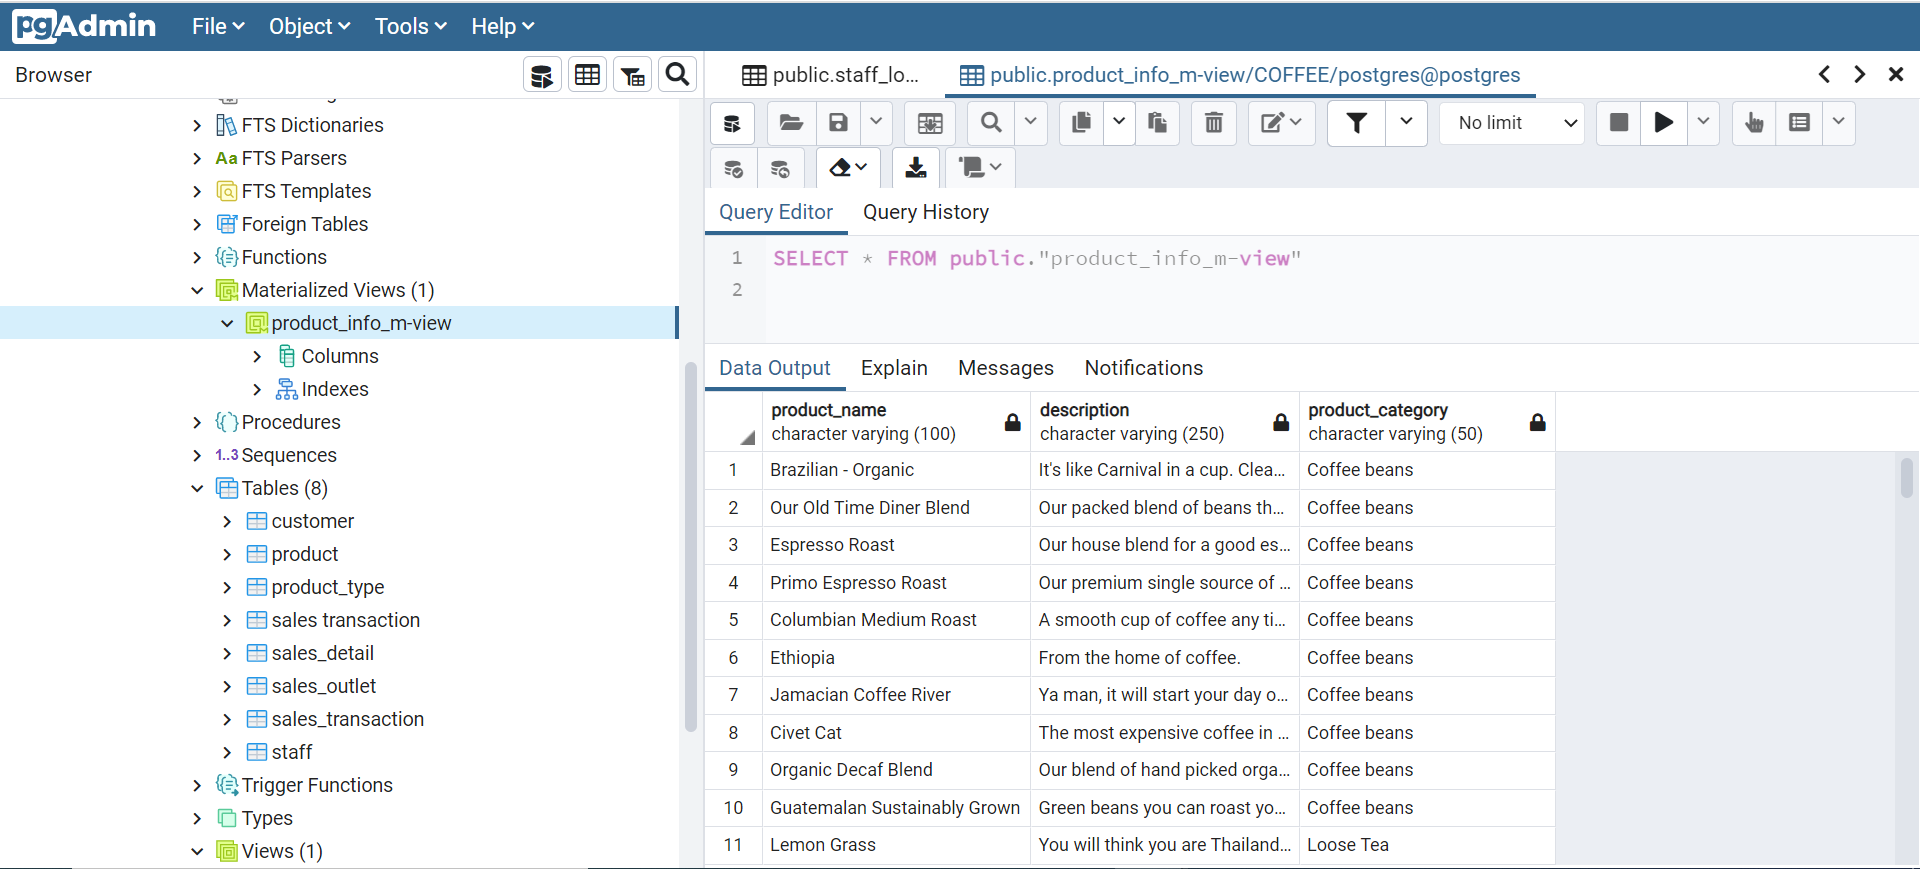 pgAdmin File Object Tools Help
Browser
FTS Dictionaries
Aa FTS Parsers
FTS Templates
Foreign Tables
Functions
Materialized Views (1)
product_info_m-view
Columns
Indexes
Procedures
1..3 Sequences
Tables (8)
customer
product
product_type
sales transaction
sales_detail
sales_outlet
sales_transaction
staff
Trigger Functions
Types
Views (1)
public.staff_lo... public.product_info_m-view/COFFEE/postgres@postgres
No limit
Query Editor Query History
1 SELECT * FROM public."product_info_m-view"
2
Data Output Explain Messages Notifications
product_name description product_category
character varying (100) character varying (250) character varying (50)
1 Brazilian - Organic It's like Carnival in a cup. Clea... Coffee beans
2 Our Old Time Diner Blend Our packed blend of beans th... Coffee beans
3 Espresso Roast Our house blend for a good es... Coffee beans
4 Primo Espresso Roast Our premium single source of ... Coffee beans
5 Columbian Medium Roast A smooth cup of coffee any ti... Coffee beans
6 Ethiopia From the home of coffee. Coffee beans
7 Jamacian Coffee River Ya man, it will start your day o... Coffee beans
8 Civet Cat The most expensive coffee in ... Coffee beans
9 Organic Decaf Blend Our blend of hand picked orga... Coffee beans
10 Guatemalan Sustainably Grown Green beans you can roast yo... Coffee beans
11 Lemon Grass You will think you are Thailand... Loose Tea